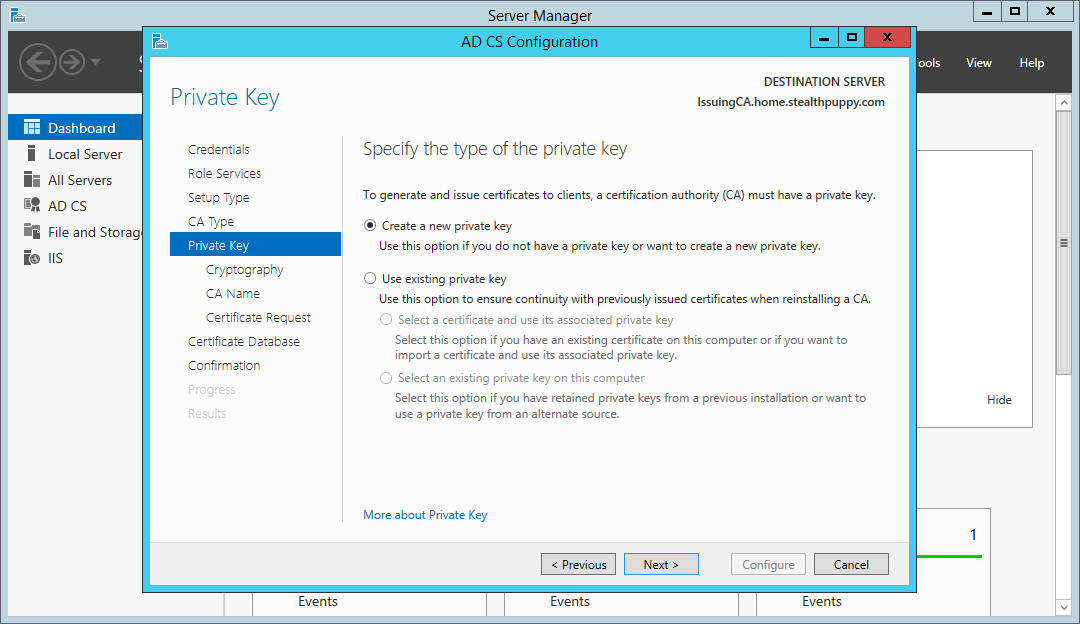 Server Manager
AD CS Configuration
Tools
View
Help
Dashboard
Local Server
All Servers
AD CS
File and Storag
IIS
Private Key
DESTINATION SERVER
IssuingCA.home.stealthpuppy.com
Credentials
Role Services
Setup Type
CA Type
Private Key
Cryptography
CA Name
Certificate Request
Certificate Database
Confirmation
Progress
Results
Specify the type of the private key
To generate and issue certificates to clients, a certification authority (CA) must have a private key.
Create a new private key
Use this option if you do not have a private key or want to create a new private key.
Use existing private key
Use this option to ensure continuity with previously issued certificates when reinstalling a CA.
Select a certificate and use its associated private key
Select this option if you have an existing certificate on this computer or if you want to
import a certificate and use its associated private key.
Select an existing private key on this computer
Select this option if you have retained private keys from a previous installation or want to
use a private key from an alternate source.
More about Private Key
< Previous
Next >
Configure
Cancel
Hide
1
Events
Events
Events